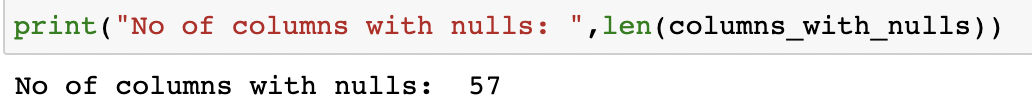 print("No of columns with nulls: ",len(columns_with_nulls))
No of columns with nulls:  57